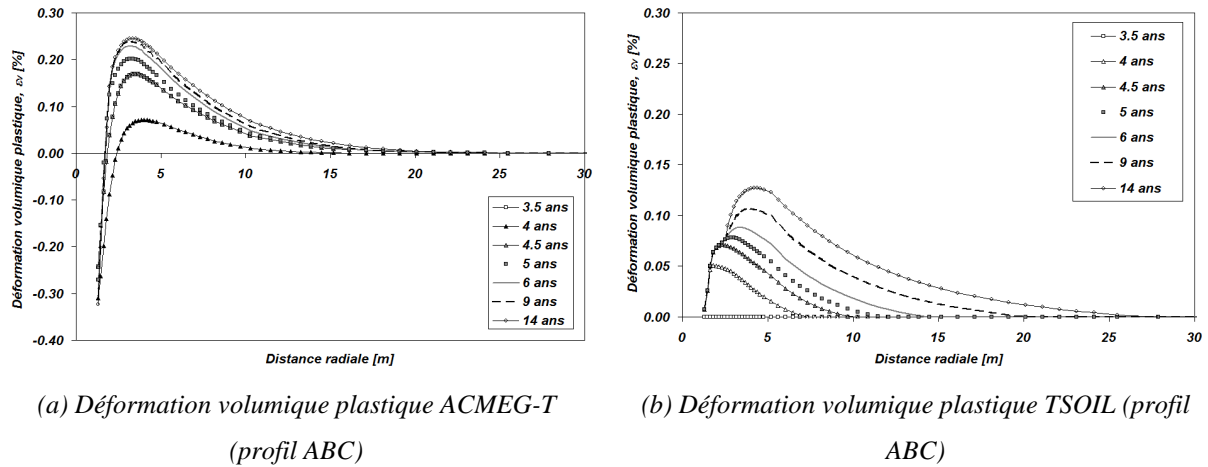 0.30
0.20
0.10
0.00
-0.10
-0.20
-0.30
-0.40
Déformation volumique plastique, εv [%]
0
5
10
15
20
25
30
Distance radiale [m]
3.5 ans
4 ans
4.5 ans
5 ans
6 ans
9 ans
14 ans
0.30
0.25
0.20
0.15
0.10
0.05
0.00
Déformation volumique plastique, εv [%]
0
5
10
15
20
25
30
Distance radiale [m]
3.5 ans
4 ans
4.5 ans
5 ans
6 ans
9 ans
14 ans
(a) Déformation volumique plastique ACMEG-T
(profil ABC)
(b) Déformation volumique plastique TSOIL (profil
ABC)